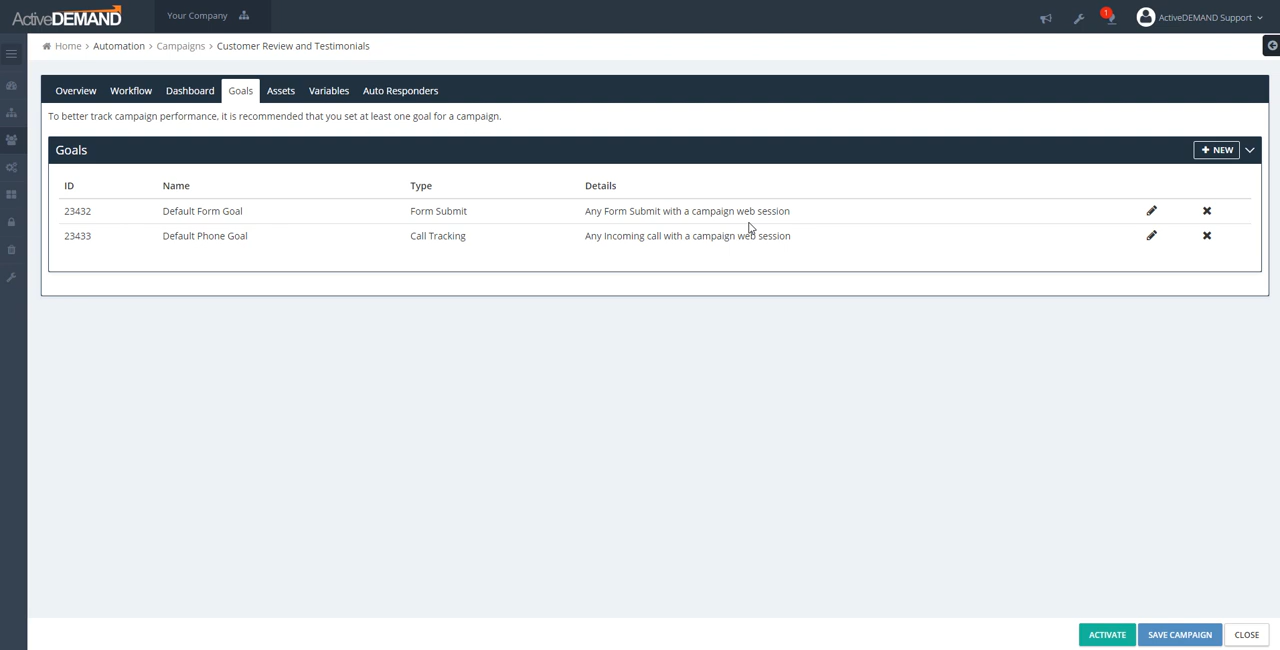 ActiveDEMAND
Your Company
1
ActiveDEMAND Support
Home > Automation > Campaigns > Customer Review and Testimonials
Overview Workflow Dashboard Goals Assets Variables Auto Responders
To better track campaign performance, it is recommended that you set at least one goal for a campaign.
Goals
+ NEW
ID Name Type Details
23432 Default Form Goal Form Submit Any Form Submit with a campaign web session
23433 Default Phone Goal Call Tracking Any Incoming call with a campaign web session
ACTIVATE SAVE CAMPAIGN CLOSE